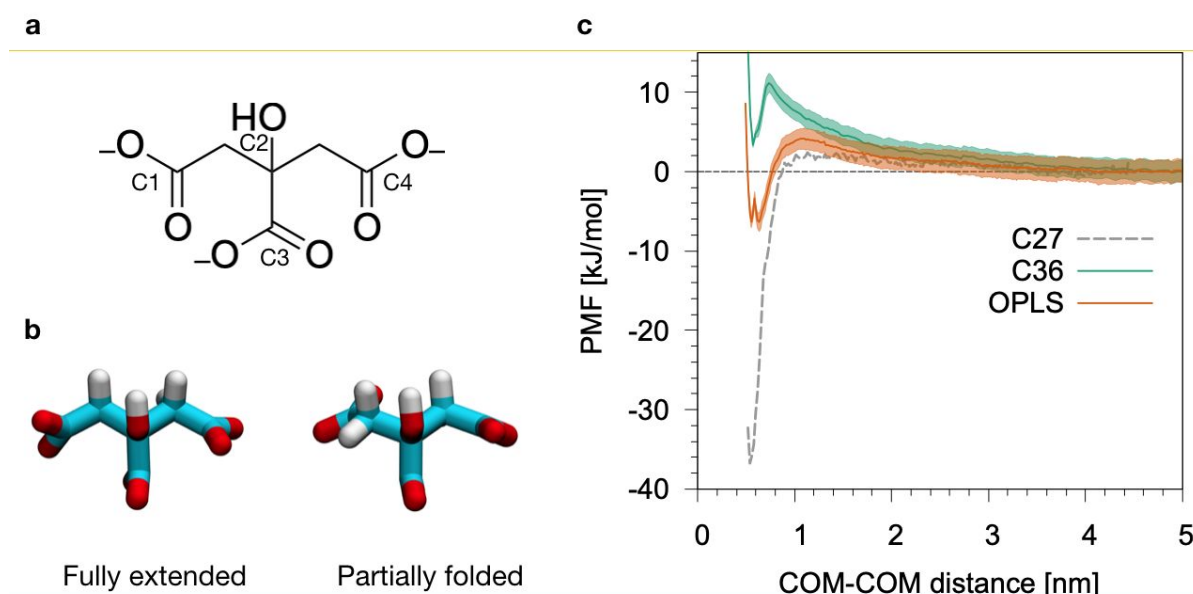 a
HO
–O
C2
O–
C1
C4
O
O
–O
C3
O
b
Fully extended
Partially folded
c
PMF [kJ/mol]
10
0
-10
-20
-30
-40
C27
C36
OPLS
0 1 2 3 4 5
COM-COM distance [nm]